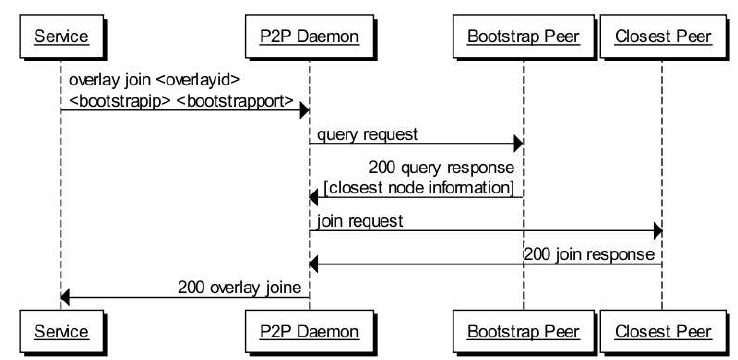 Service
P2P Daemon
Bootstrap Peer
Closest Peer
overlay join <overlayid>
<bootstrapip> <bootstrapport>
query request
200 query response
[closest node information]
join request
200 join response
200 overlay joine
Service
P2P Daemon
Bootstrap Peer
Closest Peer